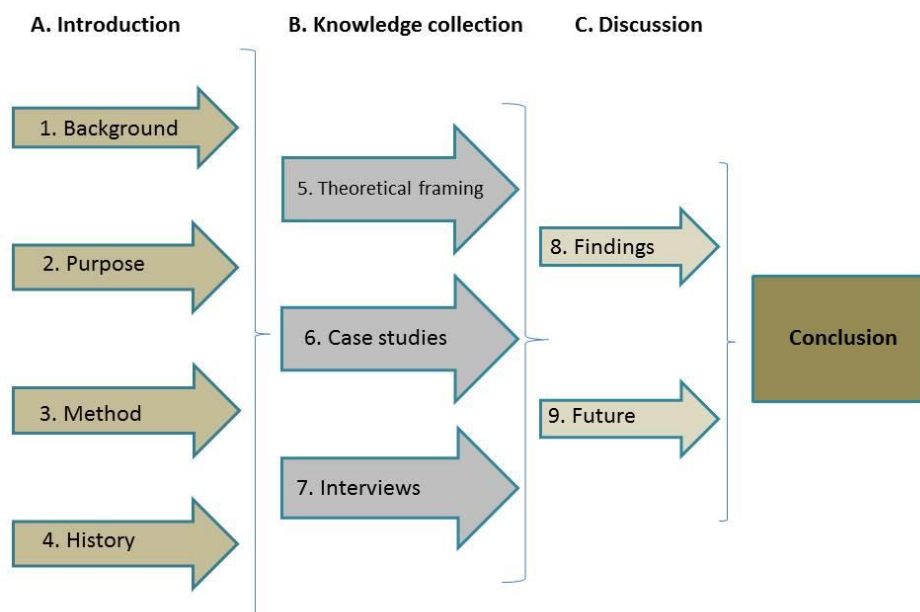 A. Introduction
B. Knowledge collection
C. Discussion
1. Background
2. Purpose
3. Method
4. History
5. Theoretical framing
6. Case studies
7. Interviews
8. Findings
9. Future
Conclusion